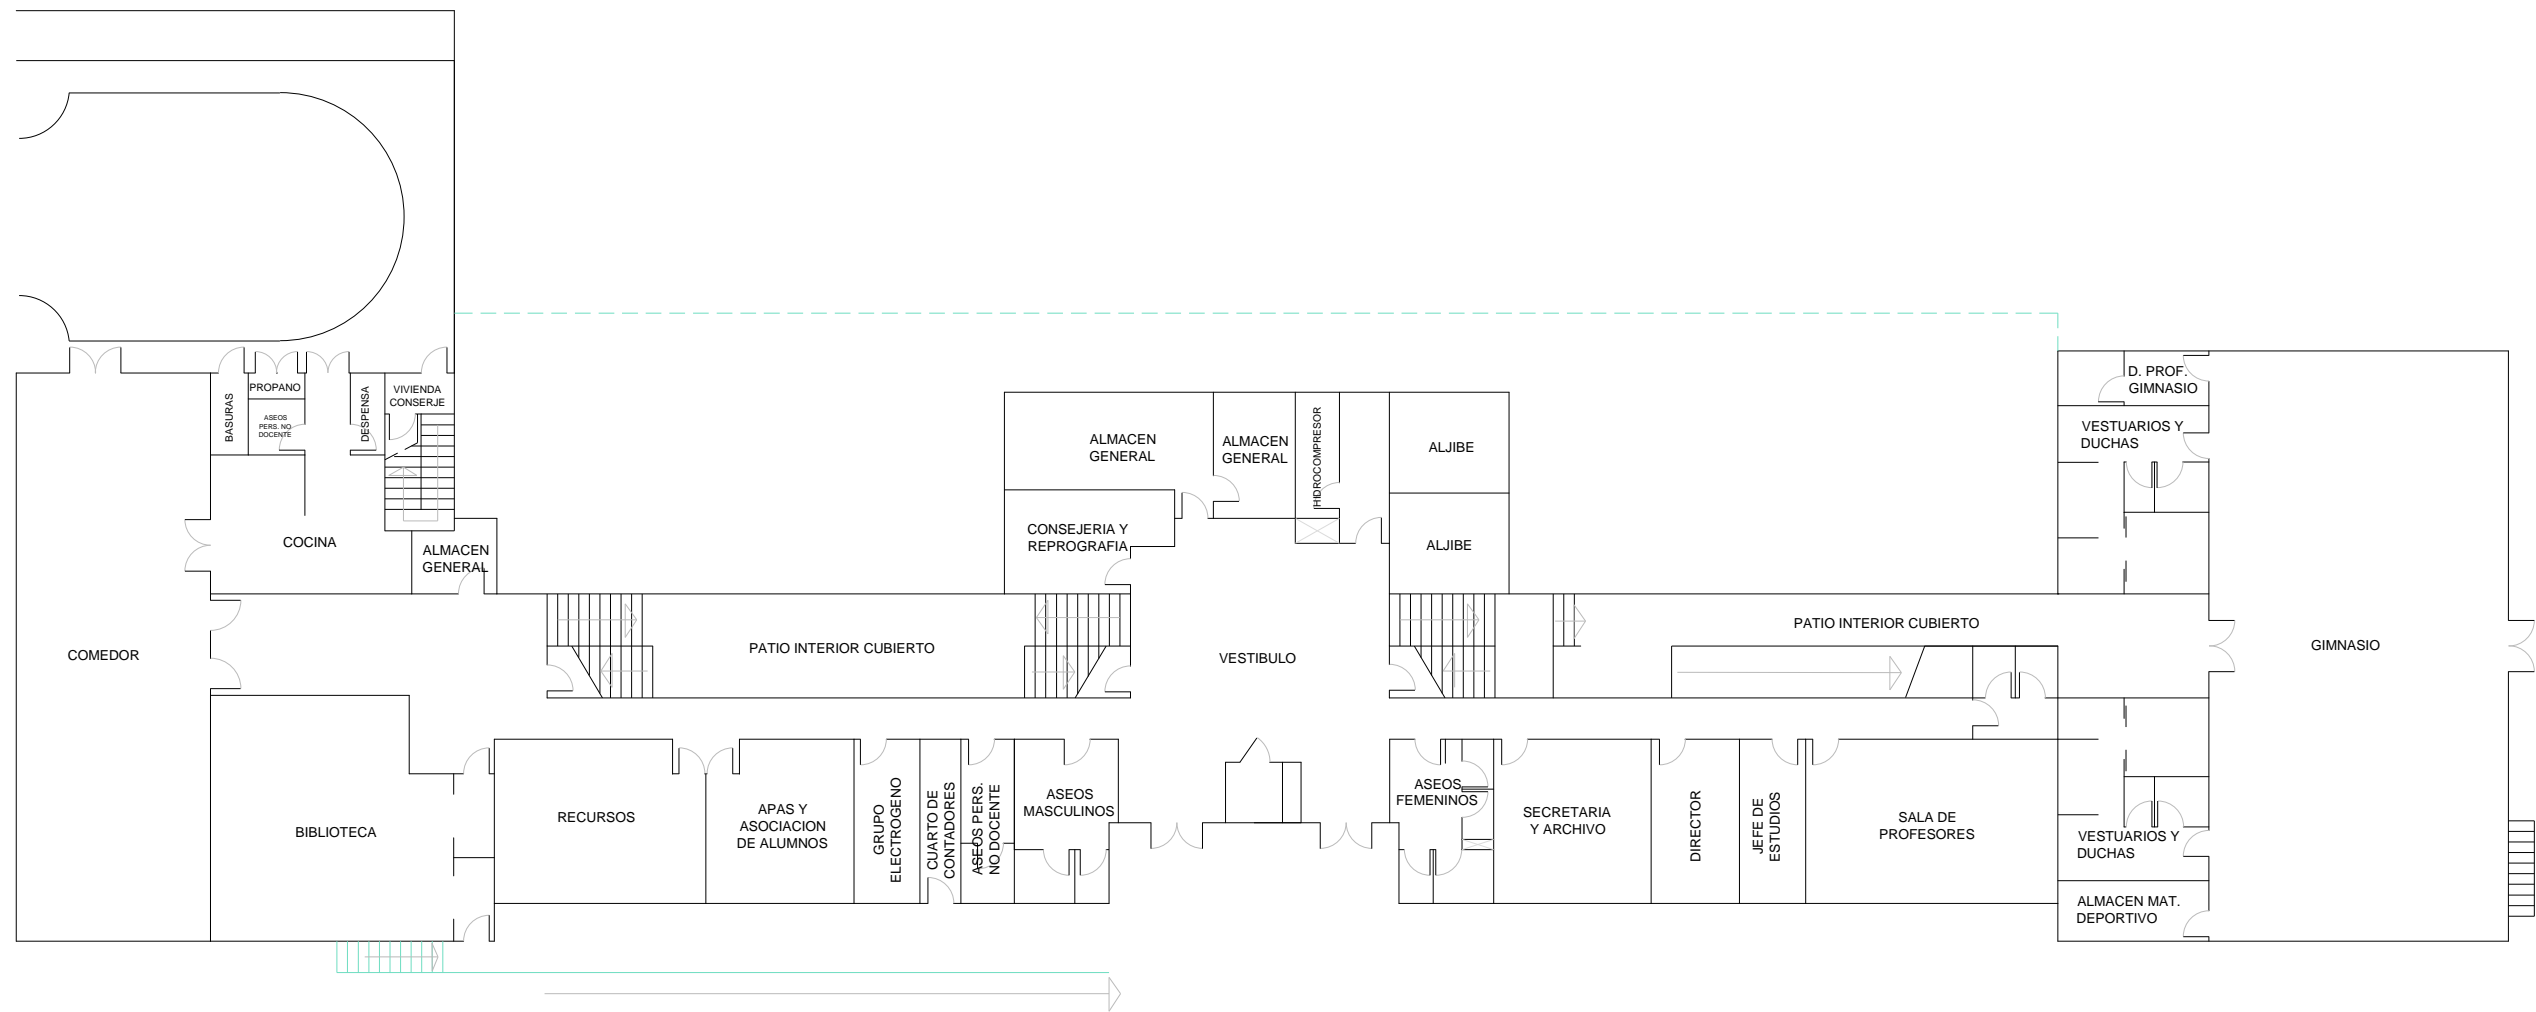 PROPANO
BASURAS
ASEOS
PERS. NO
DOCENTE
DESPENSA
VIVIENDA
CONSERJE
COCINA
ALMACEN
GENERAL
COMEDOR
BIBLIOTECA
RECURSOS
APAS Y
ASOCIACION
DE ALUMNOS
GRUPO
ELECTROGENO
CUARTO DE
CONTADORES
ASEOS PERS.
NO DOCENTE
ASEOS
MASCULINOS
PATIO INTERIOR CUBIERTO
ALMACEN
GENERAL
ALMACEN
GENERAL
HIDROCOMPRESOR
CONSEJERIA Y
REPROGRAFIA
ALJIBE
ALJIBE
VESTIBULO
ASEOS
FEMENINOS
SECRETARIA
Y ARCHIVO
DIRECTOR
JEFE DE
ESTUDIOS
SALA DE
PROFESORES
PATIO INTERIOR CUBIERTO
D. PROF.
GIMNASIO
VESTUARIOS Y
DUCHAS
GIMNASIO
VESTUARIOS Y
DUCHAS
ALMACEN MAT.
DEPORTIVO